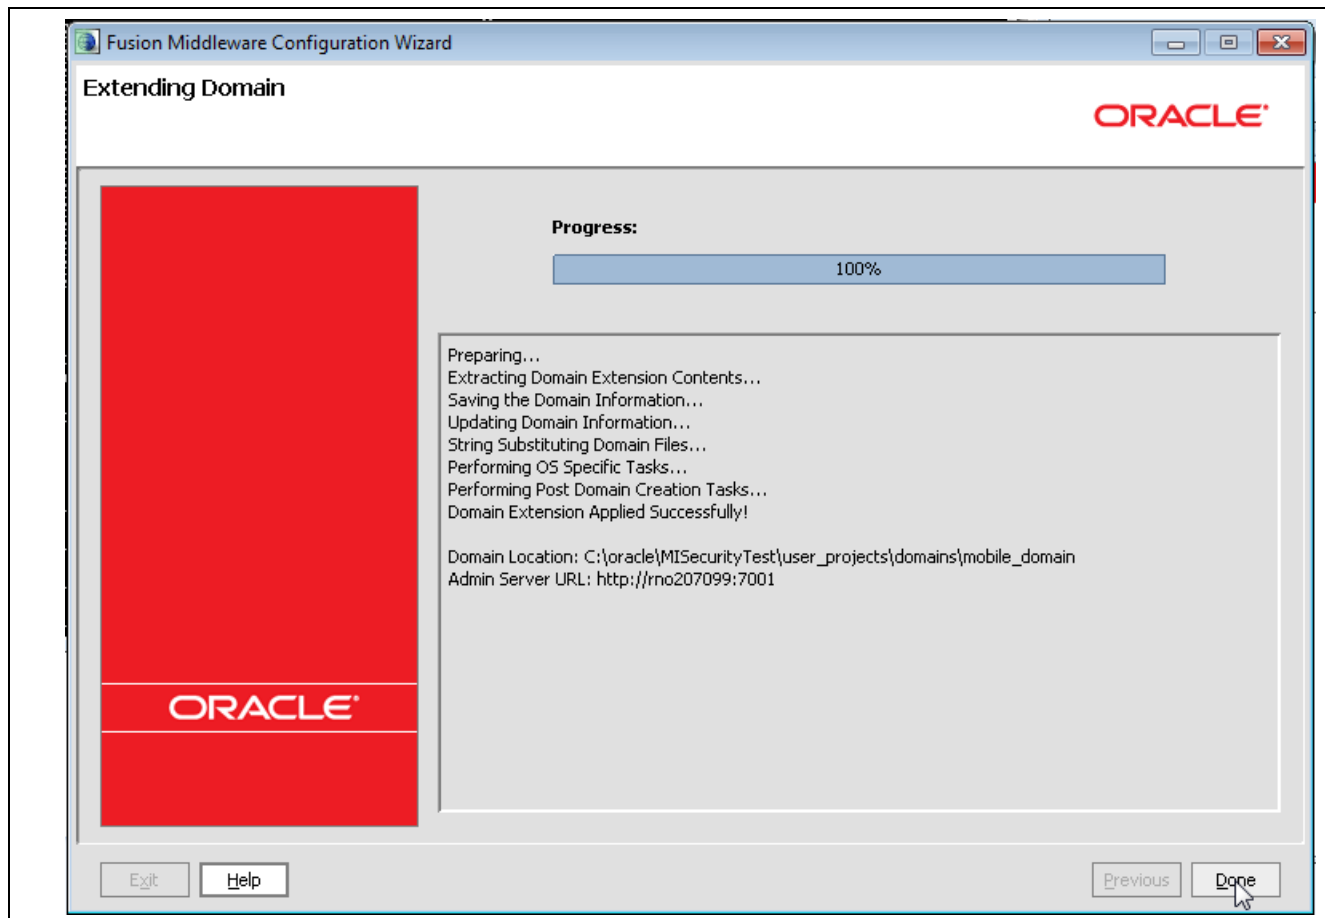 Fusion Middleware Configuration Wizard
Extending Domain
ORACLE
Progress:
100%
Preparing...
Extracting Domain Extension Contents...
Saving the Domain Information...
Updating Domain Information...
String Substituting Domain Files...
Performing OS Specific Tasks...
Performing Post Domain Creation Tasks...
Domain Extension Applied Successfully!
Domain Location: C:\oracle\MISecurityTest\user_projects\domains\mobile_domain
Admin Server URL: http://rno207099:7001
ORACLE
Exit Help Previous Done